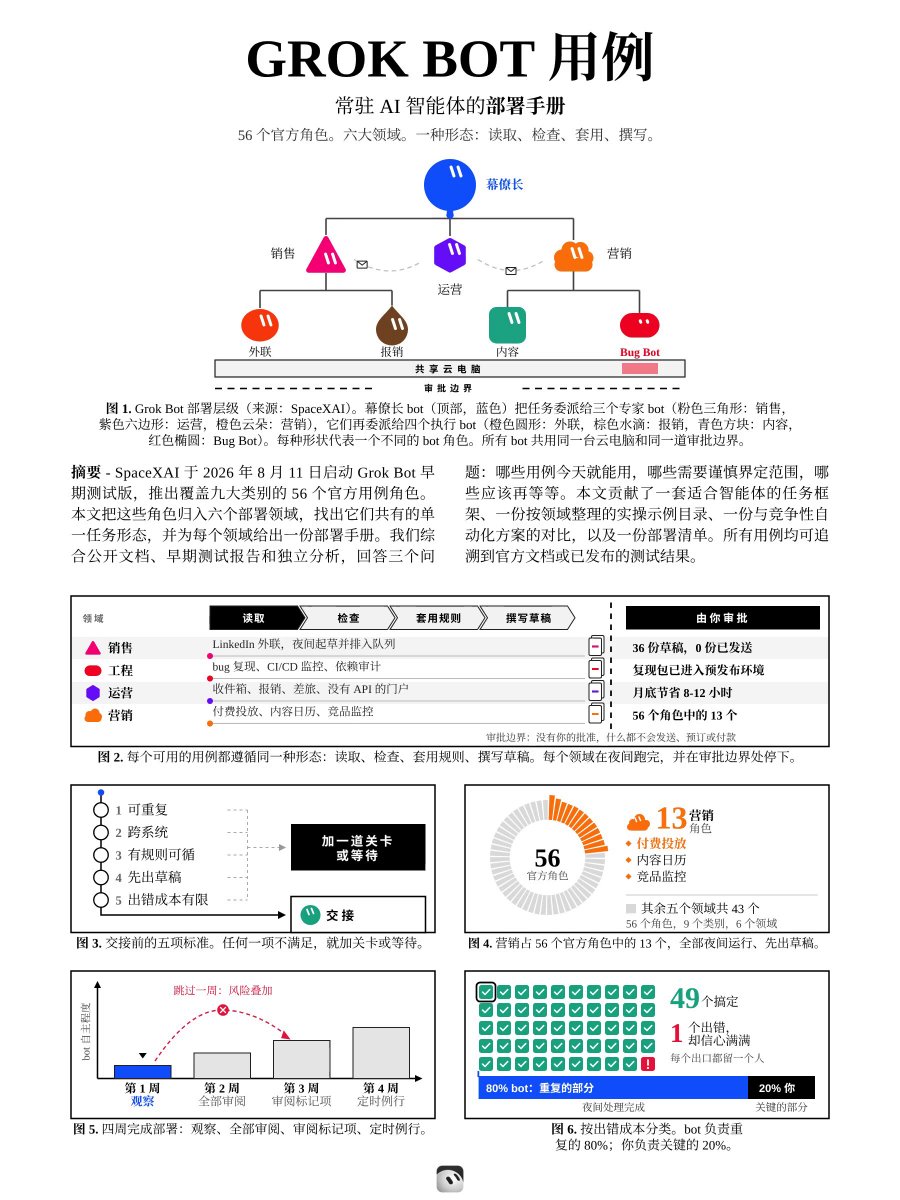 GROK BOT 用例
常驻 AI 智能体的部署手册
56 个官方角色。六大领域。一种形态：读取、检查、套用、撰写。
幕僚长
销售
营销
运营
外联
报销
内容
Bug Bot
共享云电脑
审批边界
图 1. Grok Bot 部署层级（来源：SpaceXAI）。幕僚长 bot（顶部，蓝色）把任务委派给三个专家 bot（粉色三角形：销售，
紫色六边形：运营，橙色云朵：营销），它们再委派给四个执行 bot（橙色圆形：外联，棕色水滴：报销，青色方块：内容，
红色椭圆：Bug Bot）。每种形状代表一个不同的 bot 角色。所有 bot 共用同一台云电脑和同一道审批边界。
摘要 - SpaceXAI 于 2026 年 8 月 11 日启动 Grok Bot 早
期测试版，推出覆盖九大类别的 56 个官方用例角色。
本文把这些角色归入六个部署领域，找出它们共有的单
一任务形态，并为每个领域给出一份部署手册。我们综
合公开文档、早期测试报告和独立分析，回答三个问
题：哪些用例今天就能用，哪些需要谨慎界定范围，哪
些应该再等等。本文贡献了一套适合智能体的任务框
架、一份按领域整理的实操示例目录、一份与竞争性自
动化方案的对比，以及一份部署清单。所有用例均可追
溯到官方文档或已发布的测试结果。
领域
读取
检查
套用规则
撰写草稿
由你审批
销售
LinkedIn 外联，夜间起草并排入队列
36 份草稿，0 份已发送
工程
bug 复现、CI/CD 监控、依赖审计
复现包已进入预发布环境
运营
收件箱、报销、差旅、没有 API 的门户
月底节省 8-12 小时
营销
付费投放、内容日历、竞品监控
56 个角色中的 13 个
审批边界：没有你的批准，什么都不会发送、预订或付款
图 2. 每个可用的用例都遵循同一种形态：读取、检查、套用规则、撰写草稿。每个领域在夜间跑完，并在审批边界处停下。
1 可重复
2 跨系统
3 有规则可循
4 先出草稿
5 出错成本有限
加一道关卡
或等待
交接
图 3. 交接前的五项标准。任何一项不满足，就加关卡或等待。
56
官方角色
13 营销
角色
付费投放
内容日历
竞品监控
其余五个领域共 43 个
56 个角色，9 个类别，6 个领域
图 4. 营销占 56 个官方角色中的 13 个，全部夜间运行、先出草稿。
跳过一周：风险叠加
bot 自主程度
第 1 周
观察
第 2 周
全部审阅
第 3 周
审阅标记项
第 4 周
定时例行
图 5. 四周完成部署：观察、全部审阅、审阅标记项、定时例行。
49 个搞定
1 个出错，
却信心满满
每个出口都留一个人
80% bot：重复的部分
20% 你
夜间处理完成
关键的部分
图 6. 按出错成本分类。bot 负责重
复的 80%；你负责关键的 20%。